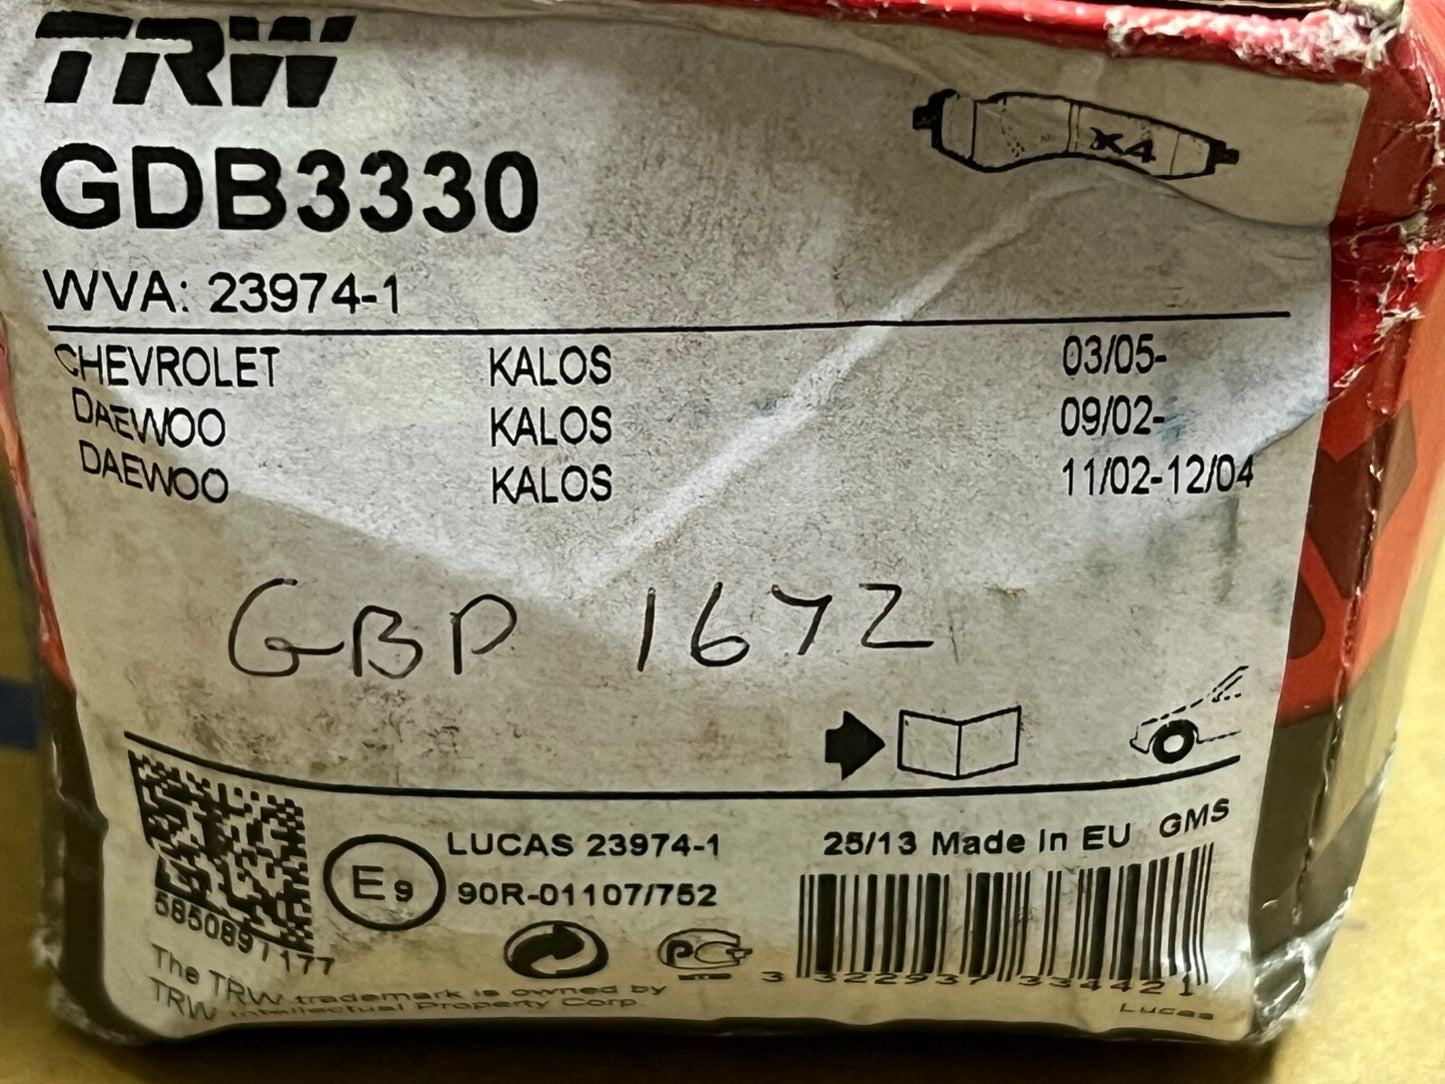 TRW
GDB3330
X4
WVA: 23974-1
CHEVROLET KALOS 03/05-
DAEWOO KALOS 09/02-
DAEWOO KALOS 11/02-12/04
GBP 1672
LUCAS 23974-1
90R-01107/752
E9
25/13 Made in EU GMS
5850891177
PC
3 322937 334421
Lucas
The TRW trademark is owned by
TRW Intellectual Property Corp.